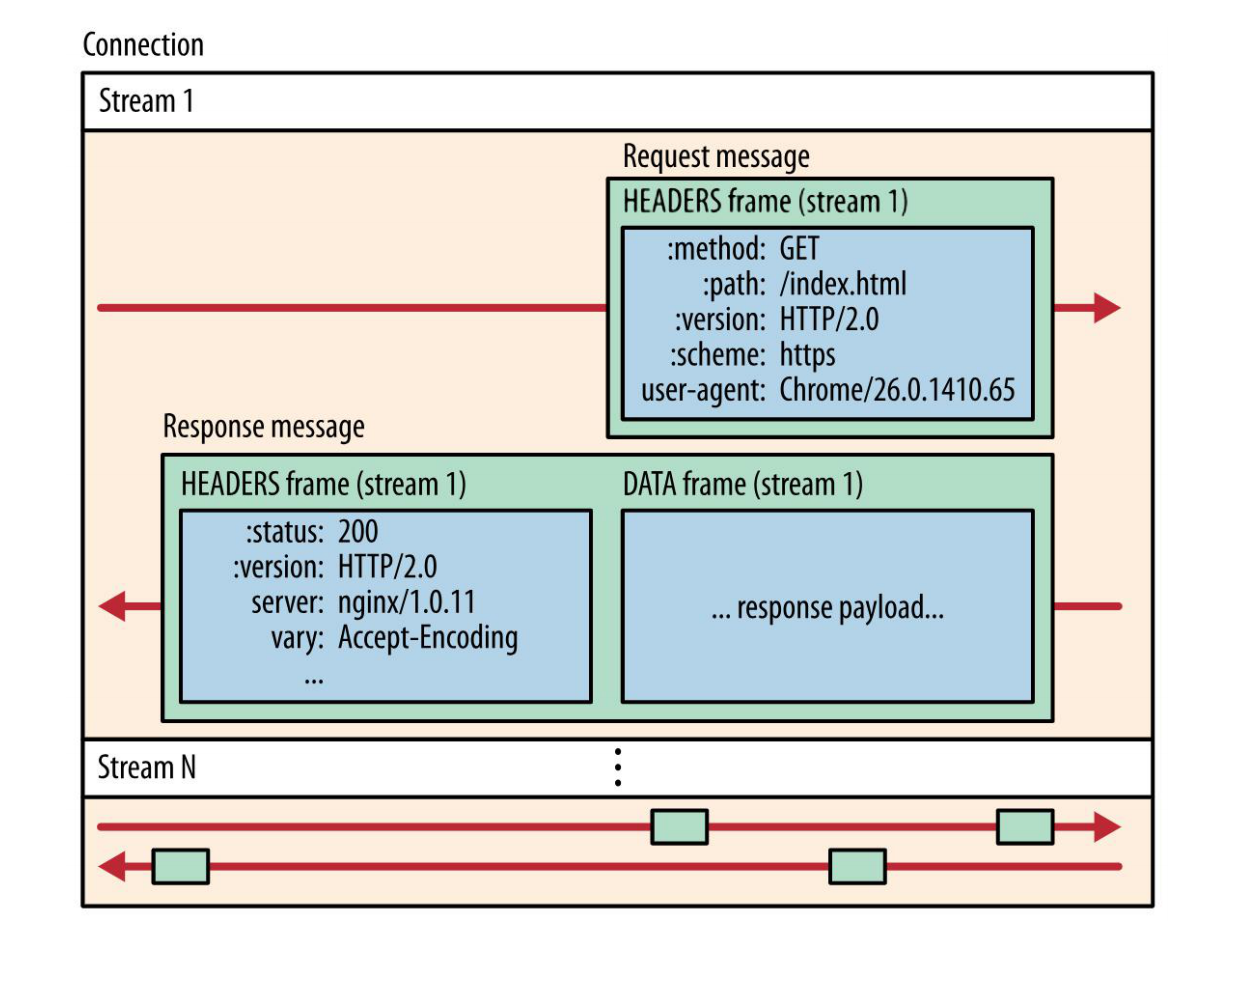 Connection
Stream 1
Request message
HEADERS frame (stream 1)
:method: GET
:path: /index.html
:version: HTTP/2.0
:scheme: https
user-agent: Chrome/26.0.1410.65
Response message
HEADERS frame (stream 1)
:status: 200
:version: HTTP/2.0
server: nginx/1.0.11
vary: Accept-Encoding
...
DATA frame (stream 1)
... response payload...
Stream N